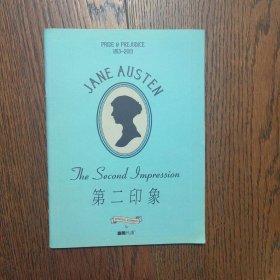 PRIDE & PREJUDICE
1813-2013
JANE AUSTEN
The Second Impression
第二印象